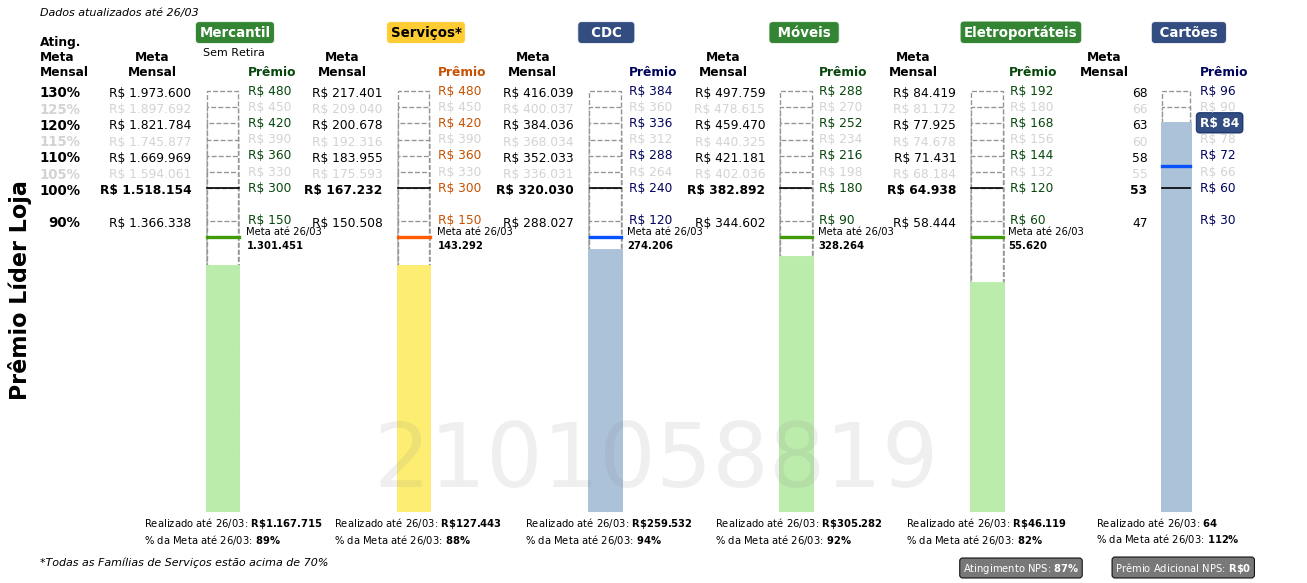 Dados atualizados até 26/03
Mercantil Serviços* CDC Móveis Eletroportáteis Cartões
Sem Retira
Ating. Meta Mensal
Meta Mensal Prêmio Meta Mensal Prêmio Meta Mensal Prêmio Meta Mensal Prêmio Meta Mensal Prêmio Meta Mensal Prêmio
130% R$ 1.973.600 R$ 480 R$ 217.401 R$ 480 R$ 416.039 R$ 384 R$ 497.759 R$ 288 R$ 84.419 R$ 192 68 R$ 96
125% R$ 1.897.692 R$ 450 R$ 209.040 R$ 450 R$ 400.037 R$ 360 R$ 478.615 R$ 270 R$ 81.172 R$ 180 66 R$ 90
120% R$ 1.821.784 R$ 420 R$ 200.678 R$ 420 R$ 384.036 R$ 336 R$ 459.470 R$ 252 R$ 77.925 R$ 168 63 R$ 84
115% R$ 1.745.877 R$ 390 R$ 192.316 R$ 390 R$ 368.034 R$ 312 R$ 440.325 R$ 234 R$ 74.678 R$ 156 60 R$ 78
110% R$ 1.669.969 R$ 360 R$ 183.955 R$ 360 R$ 352.033 R$ 288 R$ 421.181 R$ 216 R$ 71.431 R$ 144 58 R$ 72
105% R$ 1.594.061 R$ 330 R$ 175.593 R$ 330 R$ 336.031 R$ 264 R$ 402.036 R$ 198 R$ 68.184 R$ 132 55 R$ 66
100% R$ 1.518.154 R$ 300 R$ 167.232 R$ 300 R$ 320.030 R$ 240 R$ 382.892 R$ 180 R$ 64.938 R$ 120 53 R$ 60
90% R$ 1.366.338 R$ 150 R$ 150.508 R$ 150 R$ 288.027 R$ 120 R$ 344.602 R$ 90 R$ 58.444 R$ 60 47 R$ 30
Meta até 26/03 Meta até 26/03 Meta até 26/03 Meta até 26/03 Meta até 26/03
1.301.451 143.292 274.206 328.264 55.620
Prêmio Líder Loja
2101058819
Realizado até 26/03: R$1.167.715 Realizado até 26/03: R$127.443 Realizado até 26/03: R$259.532 Realizado até 26/03: R$305.282 Realizado até 26/03: R$46.119 Realizado até 26/03: 64
% da Meta até 26/03: 89% % da Meta até 26/03: 88% % da Meta até 26/03: 94% % da Meta até 26/03: 92% % da Meta até 26/03: 82% % da Meta até 26/03: 112%
*Todas as Famílias de Serviços estão acima de 70%
Atingimento NPS: 87% Prêmio Adicional NPS: R$0